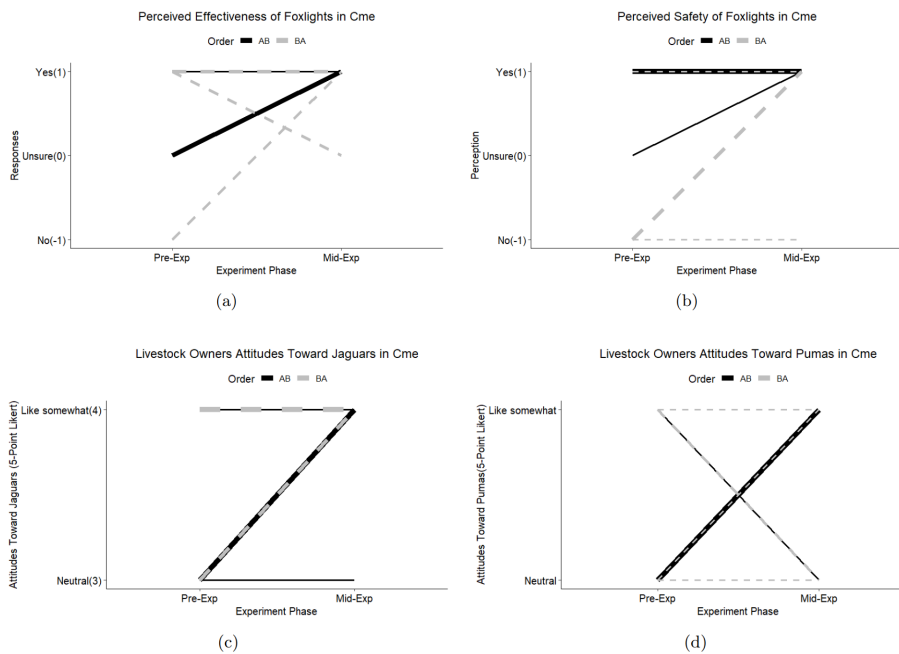 Perceived Effectiveness of Foxlights in Cme
Order AB BA
Yes(1)
Unsure(0)
No(-1)
Responses
Pre-Exp Mid-Exp
Experiment Phase
(a)
Perceived Safety of Foxlights in Cme
Order AB BA
Yes(1)
Unsure(0)
No(-1)
Perception
Pre-Exp Mid-Exp
Experiment Phase
(b)
Livestock Owners Attitudes Toward Jaguars in Cme
Order AB BA
Like somewhat(4)
Neutral(3)
Attitudes Toward Jaguars (5-Point Likert)
Pre-Exp Mid-Exp
Experiment Phase
(c)
Livestock Owners Attitudes Toward Pumas in Cme
Order AB BA
Like somewhat
Neutral
Attitudes Toward Pumas(5-Point Likert)
Pre-Exp Mid-Exp
Experiment Phase
(d)